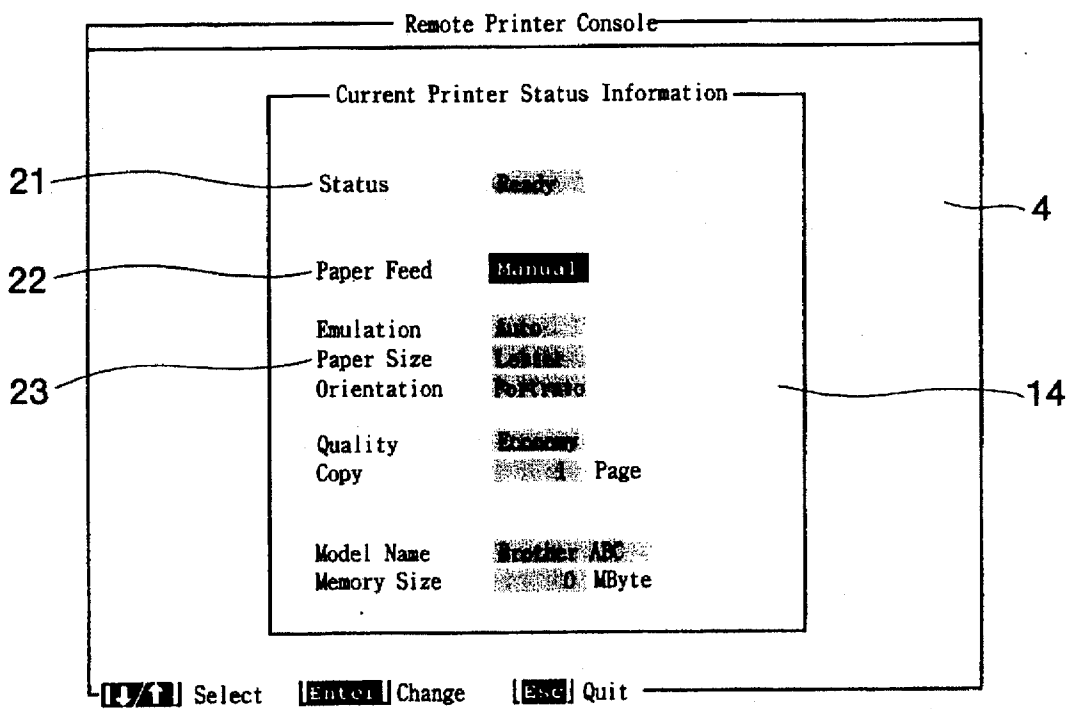 Remote Printer Console
Current Printer Status Information
21 Status Ready 4
22 Paper Feed Manual
Emulation Auto
23 Paper Size Letter
Orientation 14
Quality Economy
Copy 1 Page
Model Name Brother ABC
Memory Size 0 MByte
[↓/↑] Select [Enter] Change [Esc] Quit